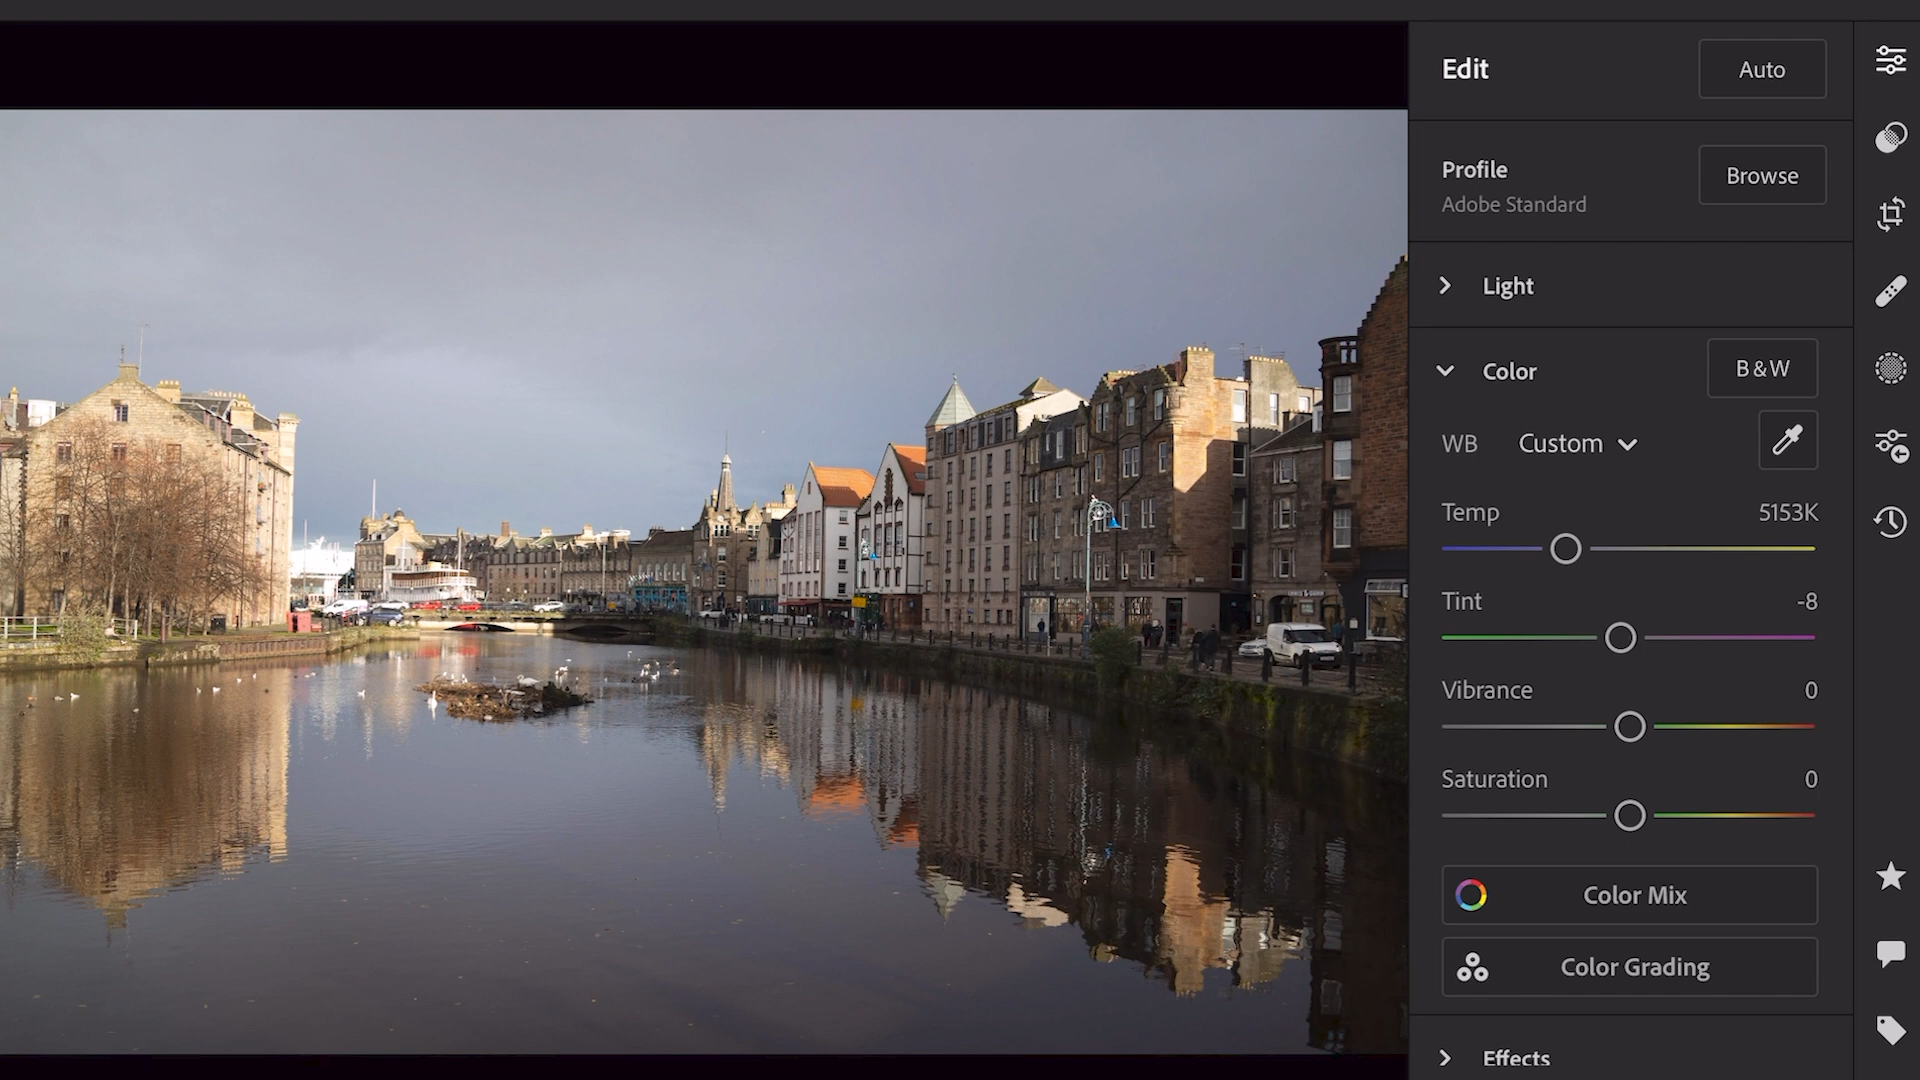 Edit
Auto
Profile
Browse
Adobe Standard
Light
Color
B&W
WB
Custom
Temp
5153K
Tint
-8
Vibrance
0
Saturation
0
Color Mix
Color Grading
Effects